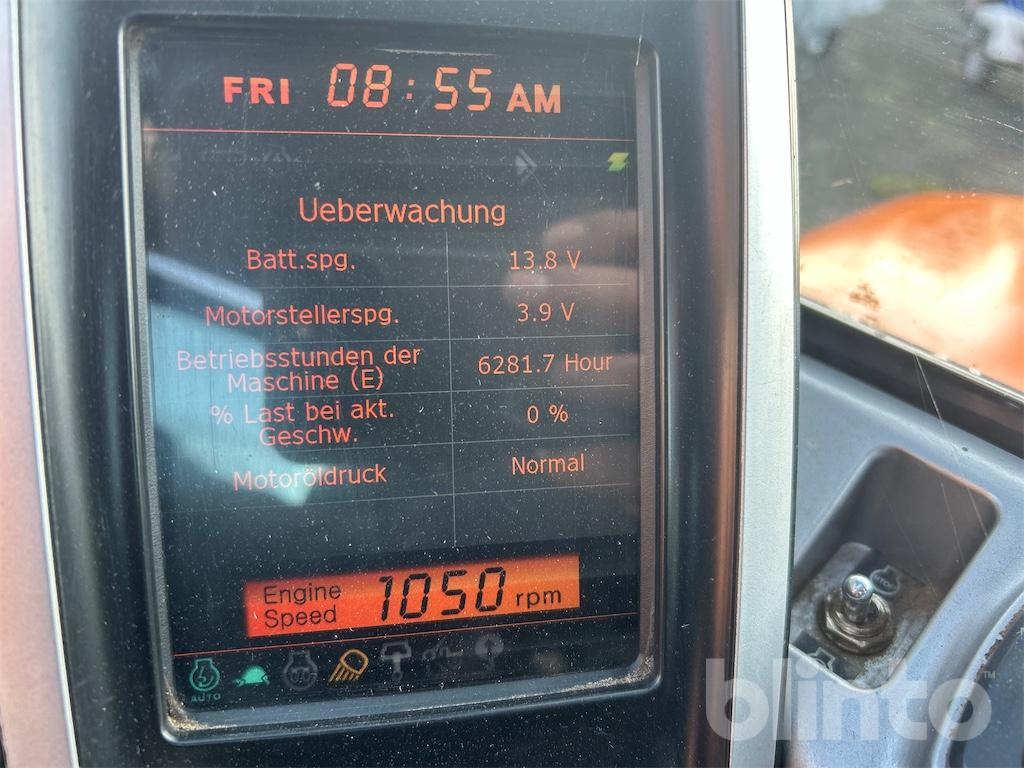 FRI 08:55 AM
Ueberwachung
Batt.spg. 13.8 V
Motorstellerspg. 3.9 V
Betriebsstunden der
Maschine (E) 6281.7 Hour
% Last bei akt.
Geschw. 0 %
Motoröldruck Normal
Engine
Speed 1050 rpm
AUTO
blinto™